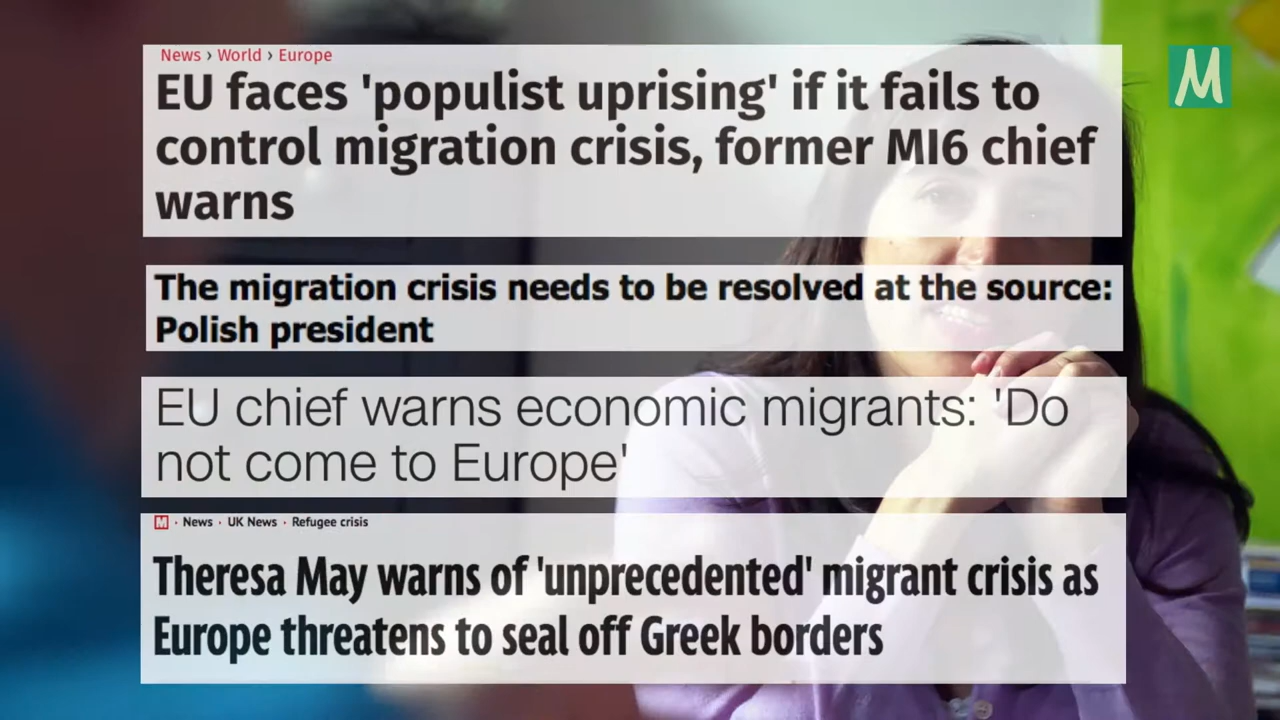 M
News › World › Europe
EU faces 'populist uprising' if it fails to
control migration crisis, former MI6 chief
warns
The migration crisis needs to be resolved at the source:
Polish president
EU chief warns economic migrants: 'Do
not come to Europe'
M · News · UK News · Refugee crisis
Theresa May warns of 'unprecedented' migrant crisis as
Europe threatens to seal off Greek borders